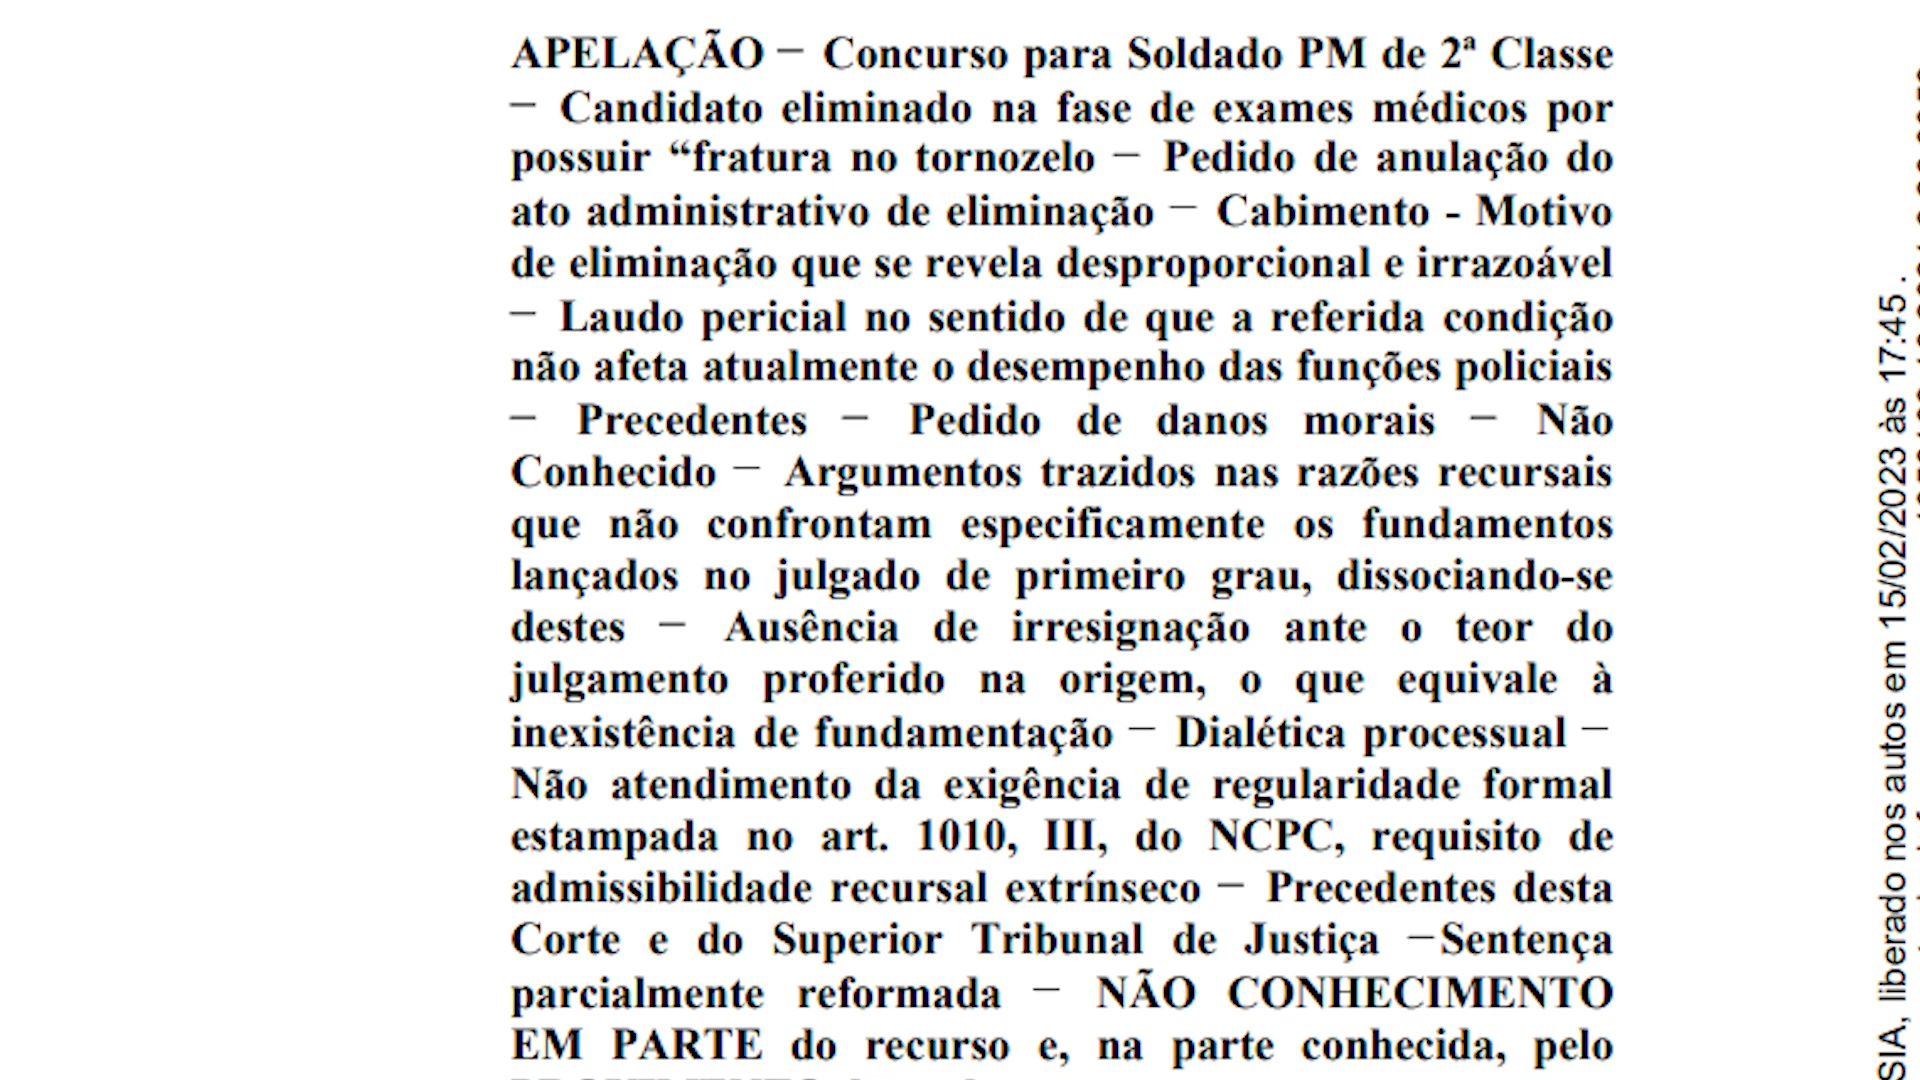 APELAÇÃO – Concurso para Soldado PM de 2ª Classe
– Candidato eliminado na fase de exames médicos por
possuir “fratura no tornozelo – Pedido de anulação do
ato administrativo de eliminação – Cabimento - Motivo
de eliminação que se revela desproporcional e irrazoável
– Laudo pericial no sentido de que a referida condição
não afeta atualmente o desempenho das funções policiais
– Precedentes – Pedido de danos morais – Não
Conhecido – Argumentos trazidos nas razões recursais
que não confrontam especificamente os fundamentos
lançados no julgado de primeiro grau, dissociando-se
destes – Ausência de irresignação ante o teor do
julgamento proferido na origem, o que equivale à
inexistência de fundamentação – Dialética processual –
Não atendimento da exigência de regularidade formal
estampada no art. 1010, III, do NCPC, requisito de
admissibilidade recursal extrínseco – Precedentes desta
Corte e do Superior Tribunal de Justiça –Sentença
parcialmente reformada – NÃO CONHECIMENTO
EM PARTE do recurso e, na parte conhecida, pelo
SIA, liberado nos autos em 15/02/2023 às 17:45 .